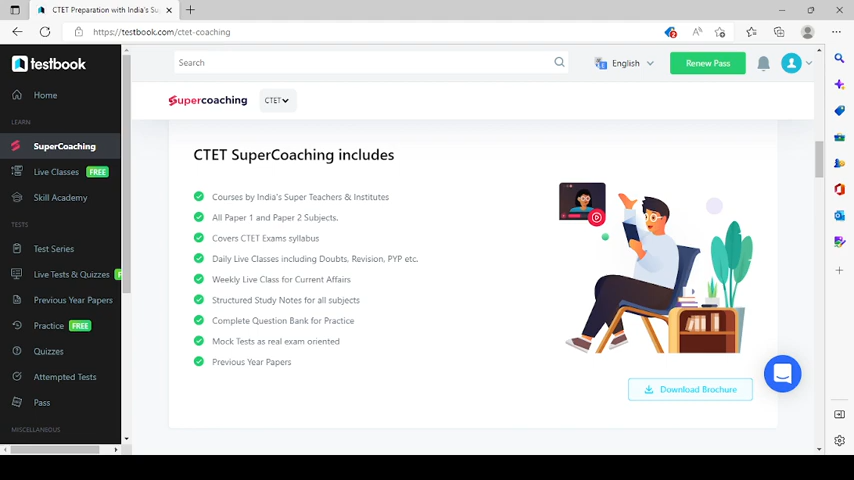 CTET Preparation with India's Su
https://testbook.com/ctet-coaching
testbook
Search
English
Renew Pass
Home
Supercoaching
CTET
LEARN
SuperCoaching
Live Classes FREE
Skill Academy
TESTS
Test Series
Live Tests & Quizzes F
Previous Year Papers
Practice FREE
Quizzes
Attempted Tests
Pass
MISCELLANEOUS
CTET SuperCoaching includes
Courses by India's Super Teachers & Institutes
All Paper 1 and Paper 2 Subjects.
Covers CTET Exams syllabus
Daily Live Classes including Doubts, Revision, PYP etc.
Weekly Live Class for Current Affairs
Structured Study Notes for all subjects
Complete Question Bank for Practice
Mock Tests as real exam oriented
Previous Year Papers
Download Brochure